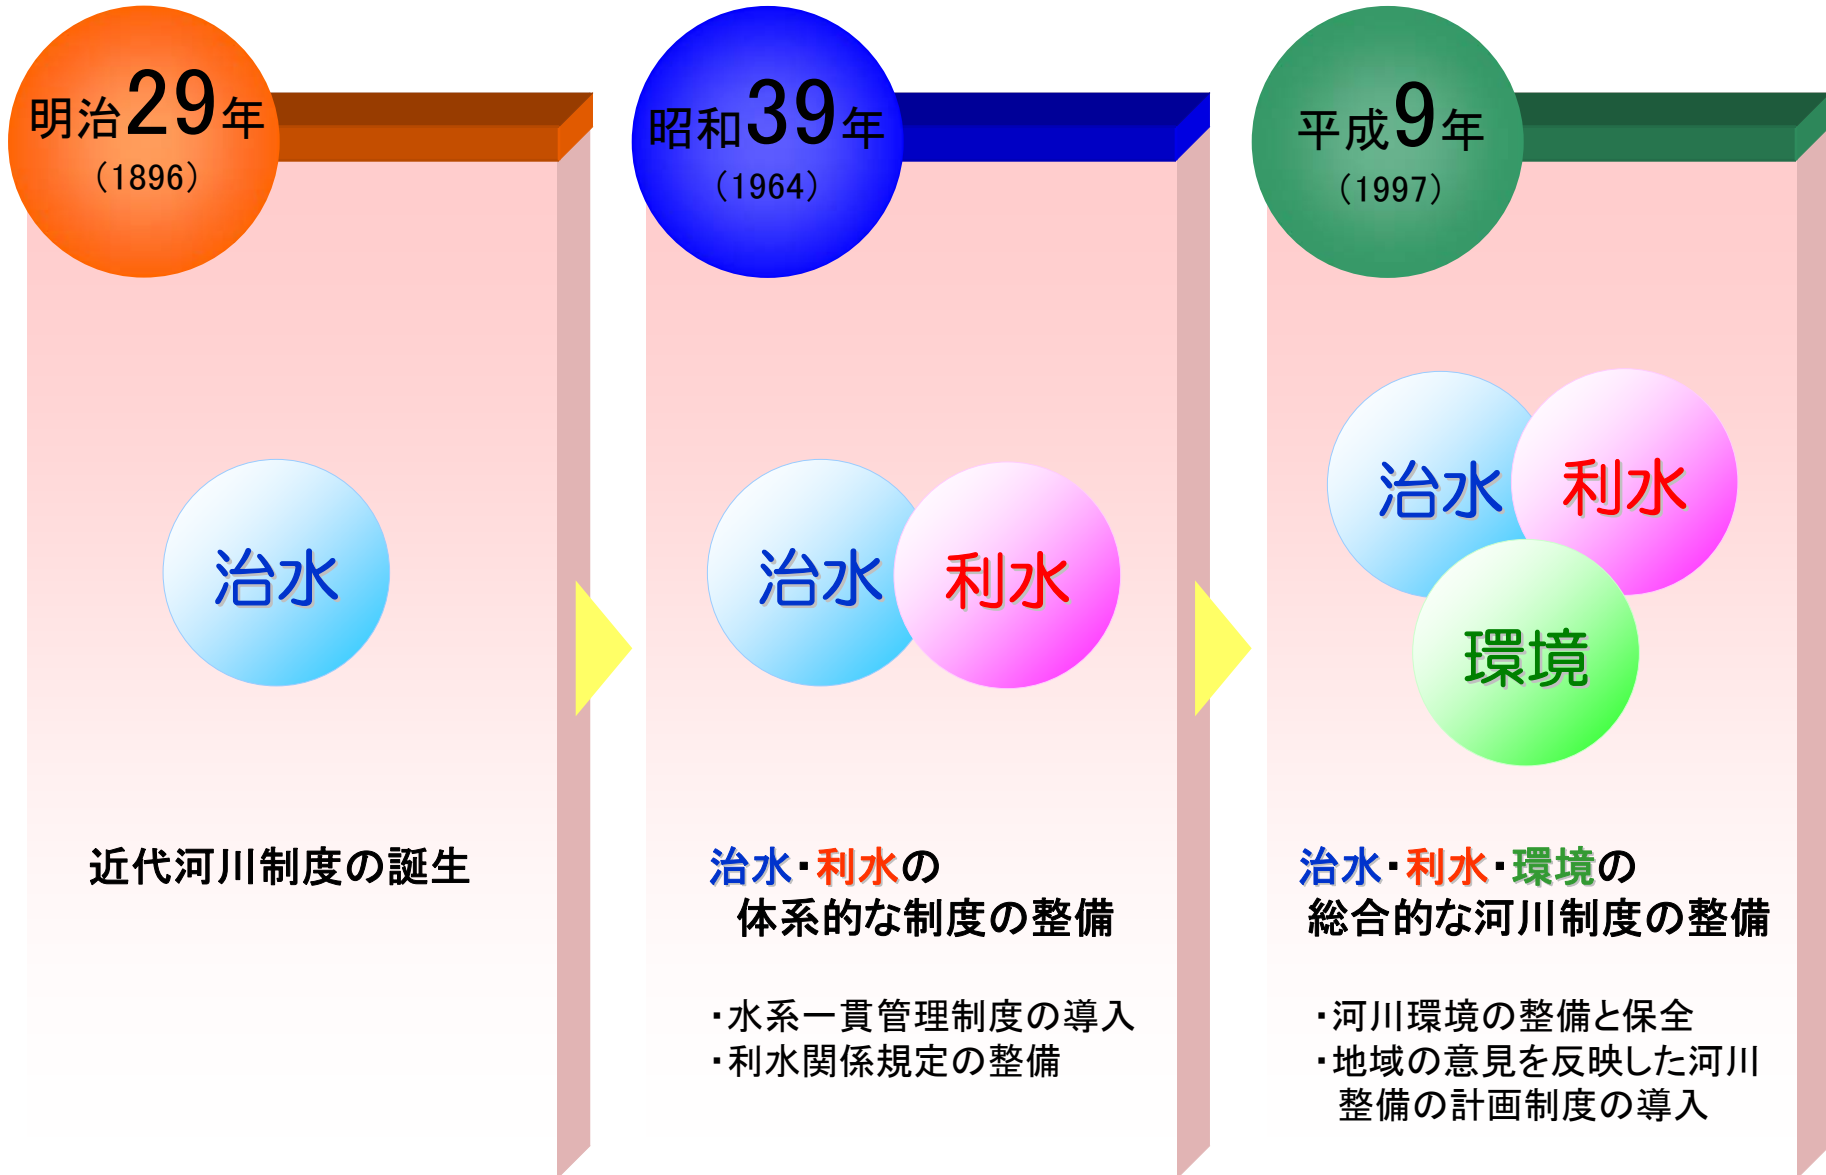 明治29年
(1896)
治水
近代河川制度の誕生
昭和39年
(1964)
治水
利水
治水・利水の
体系的な制度の整備
・水系一貫管理制度の導入
・利水関係規定の整備
平成9年
(1997)
治水
利水
環境
治水・利水・環境の
総合的な河川制度の整備
・河川環境の整備と保全
・地域の意見を反映した河川
整備の計画制度の導入